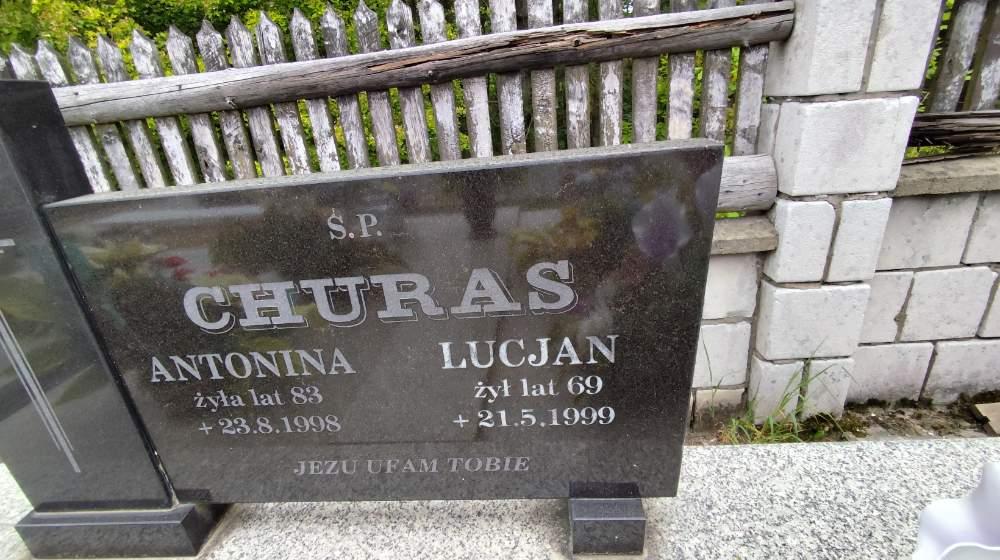 Ś.P.
CHURAS
ANTONINA
żyła lat 83
+ 23.8.1998
LUCJAN
żył lat 69
+ 21.5.1999
JEZU UFAM TOBIE